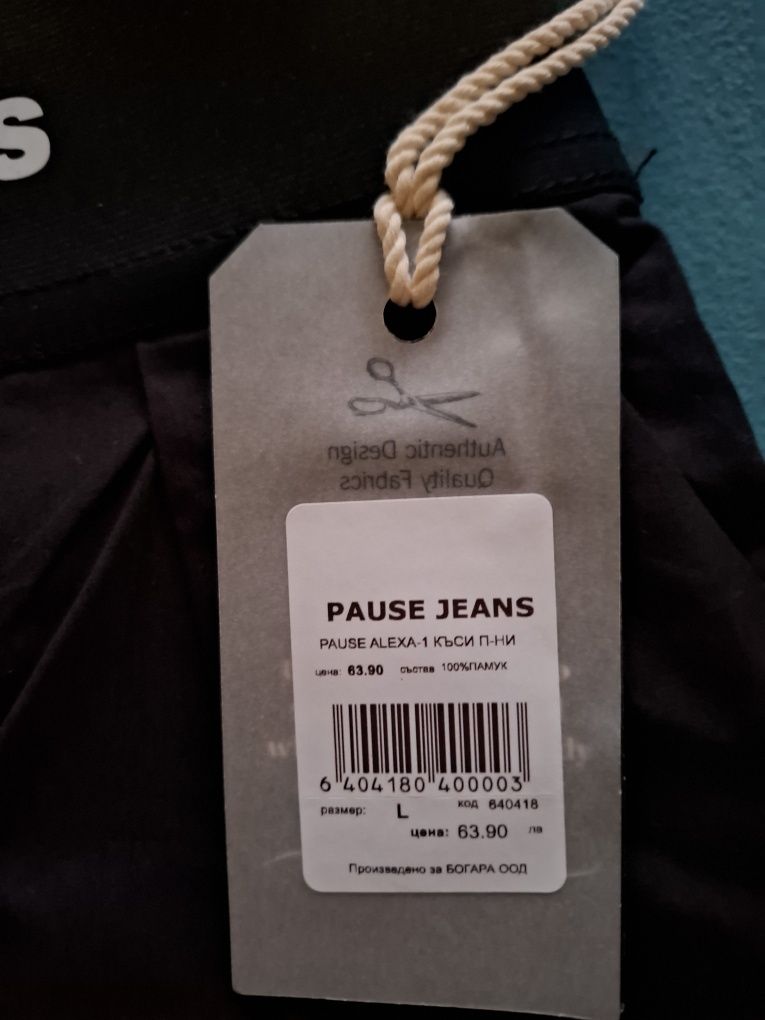 s
Authentic Design
Quality Fabrics
PAUSE JEANS
PAUSE ALEXA-1 КЪСИ П-НИ
цена: 63.90 състав 100%ПАМУК
6 404180 400003
размер: L код 640418
цена: 63.90 лв
Произведено за БОГАРА ООД